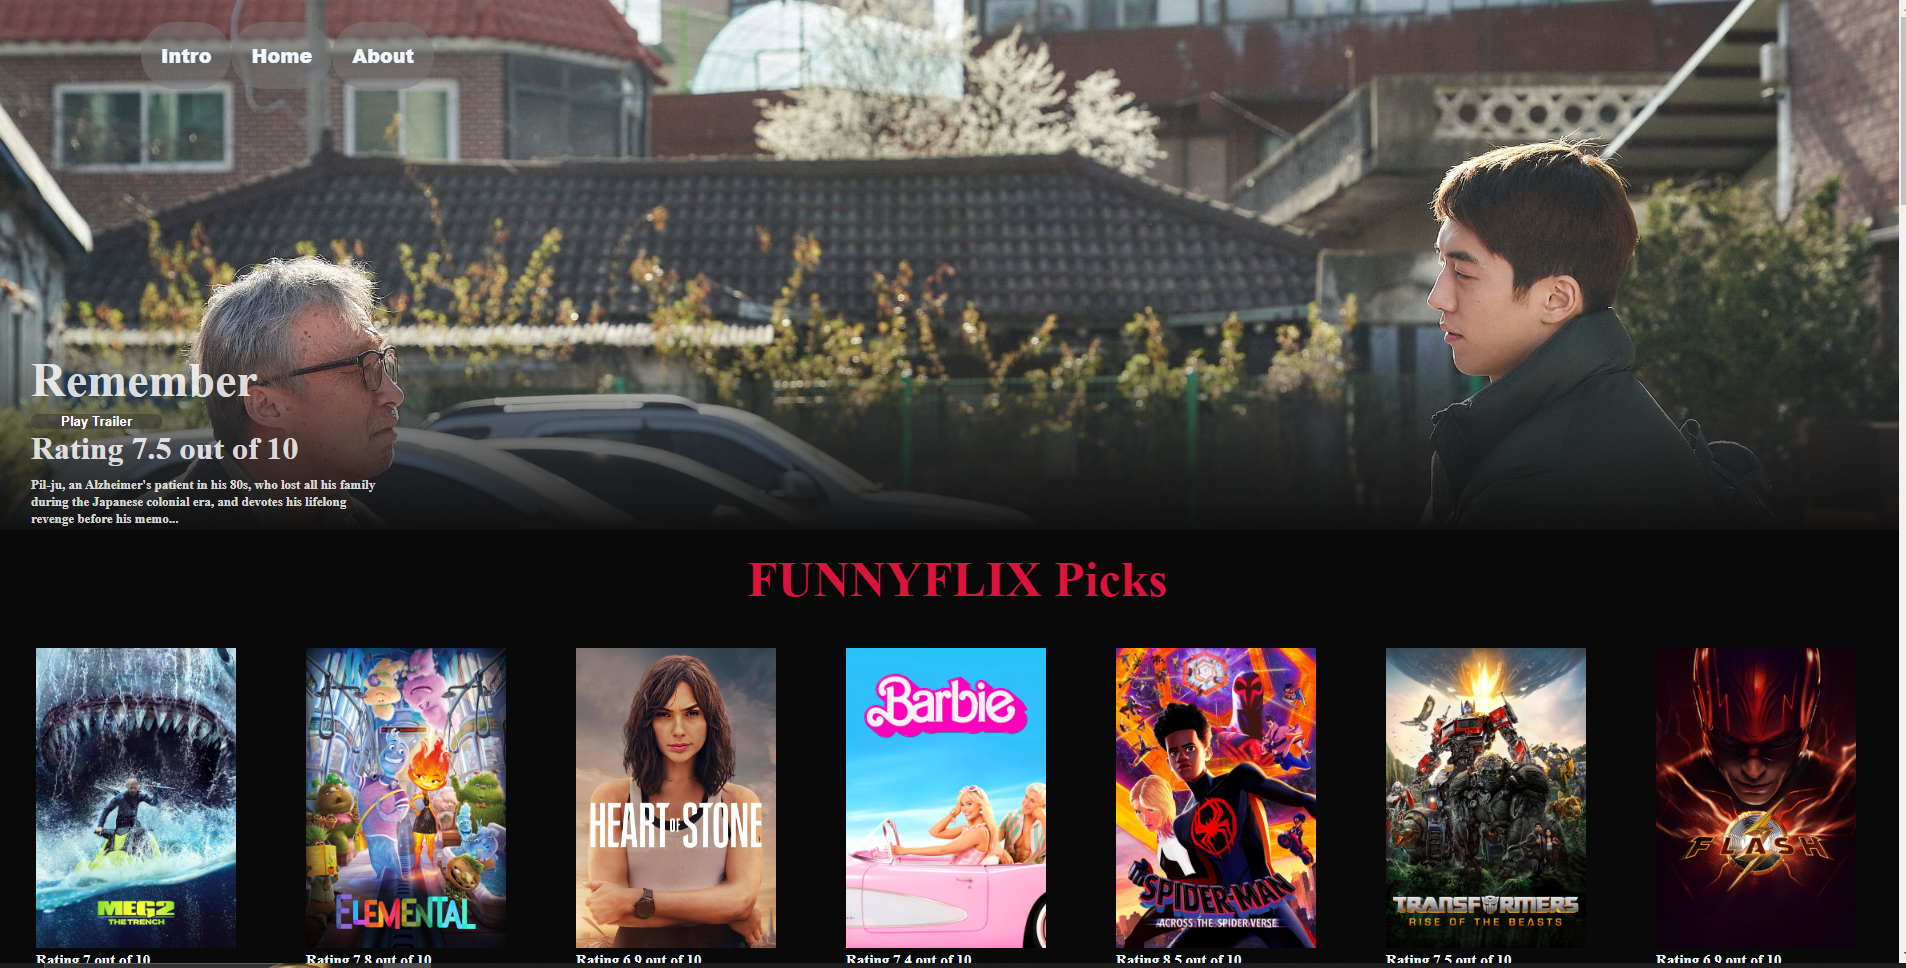 Intro Home About
Remember
Play Trailer
Rating 7.5 out of 10
Pil-ju, an Alzheimer's patient in his 80s, who lost all his family
during the Japanese colonial era, and devotes his lifelong
revenge before his memo...
FUNNYFLIX Picks
MEG2
THE TRENCH
ELEMENTAL
HEART OF STONE
Barbie
SPIDER-MAN
ACROSS THE SPIDER-VERSE
TRANSFORMERS
RISE OF THE BEASTS
FLASH
Rating 7 out of 10
Rating 7.8 out of 10
Rating 6.9 out of 10
Rating 7.4 out of 10
Rating 8.5 out of 10
Rating 7.5 out of 10
Rating 6.9 out of 10